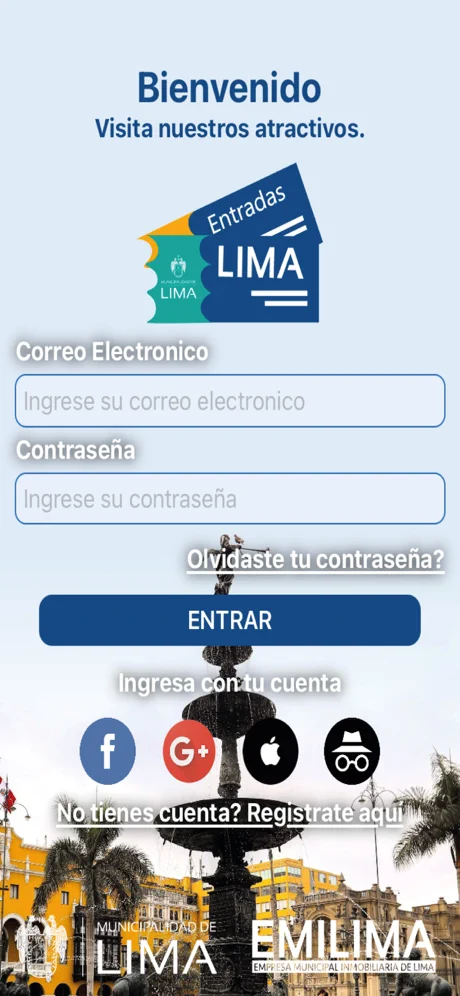 Bienvenido
Visita nuestros atractivos.
Entradas
LIMA
MUNICIPALIDAD DE
LIMA
Correo Electronico
Ingrese su correo electronico
Contraseña
Ingrese su contraseña
Olvidaste tu contraseña?
ENTRAR
Ingresa con tu cuenta
f
G+
No tienes cuenta? Registrate aquí
MUNICIPALIDAD DE
LIMA
EMILIMA
EMPRESA MUNICIPAL INMOBILIARIA DE LIMA